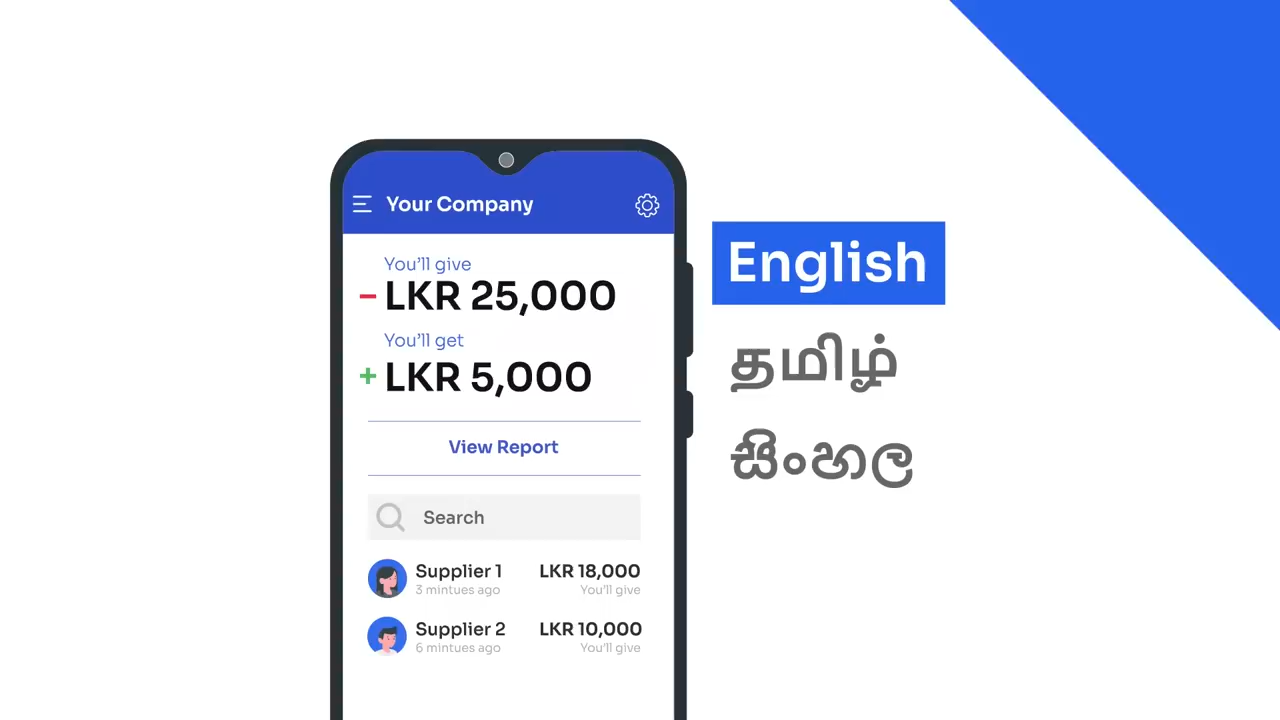 Your Company
You'll give
– LKR 25,000
You'll get
+ LKR 5,000
View Report
Search
Supplier 1 LKR 18,000
3 mintues ago You'll give
Supplier 2 LKR 10,000
6 mintues ago You'll give
English
தமிழ்
සිංහල